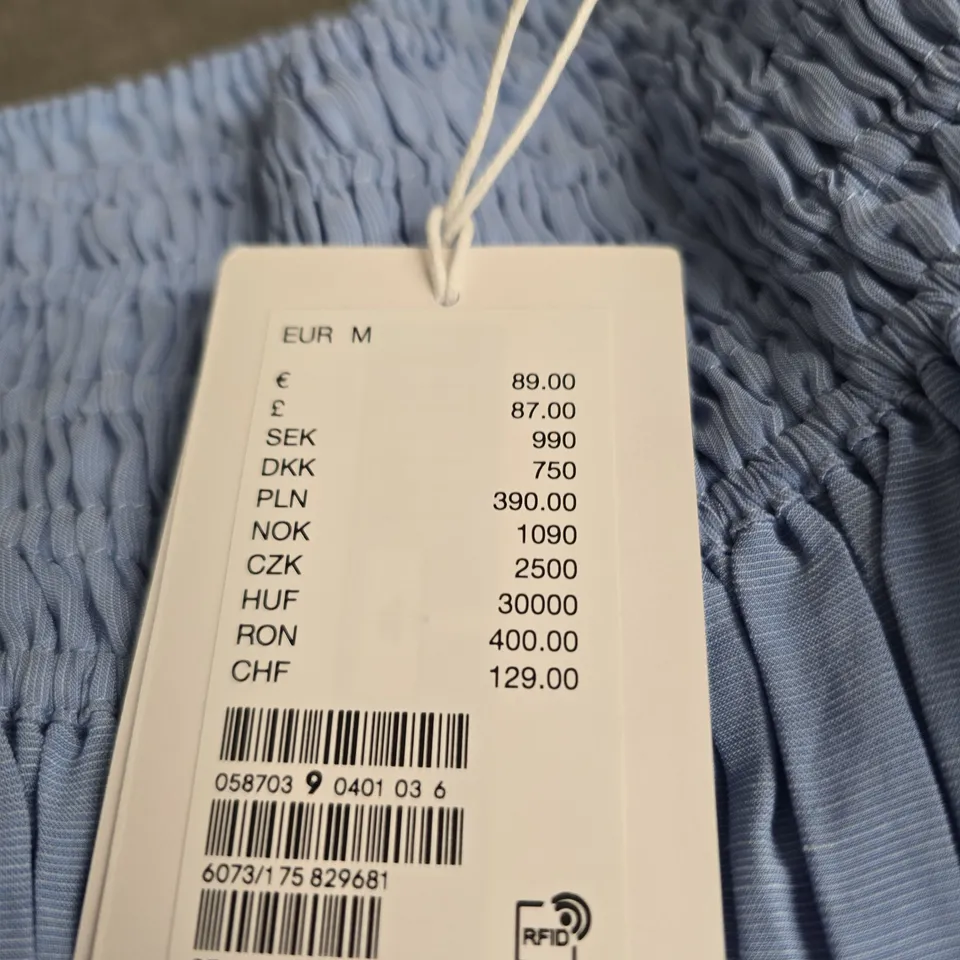 EUR M
€ 89.00
£ 87.00
SEK 990
DKK 750
PLN 390.00
NOK 1090
CZK 2500
HUF 30000
RON 400.00
CHF 129.00
058703 9 0401 03 6
6073/175 829681
RFID